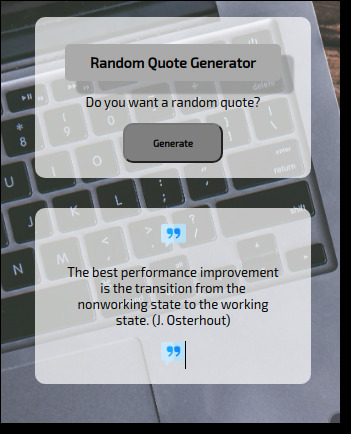 Random Quote Generator
Do you want a random quote?
Generate
The best performance improvement
is the transition from the
nonworking state to the working
state. (J. Osterhout)